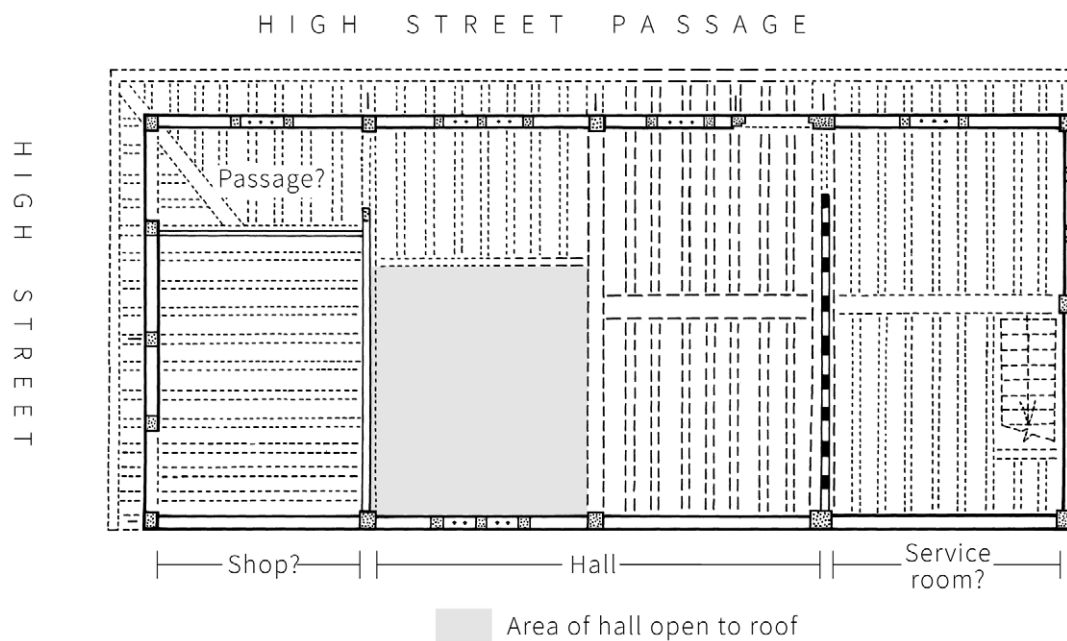 HIGH STREET PASSAGE
HIGH STREET
Passage?
Shop?
Hall
Service
room?
Area of hall open to roof